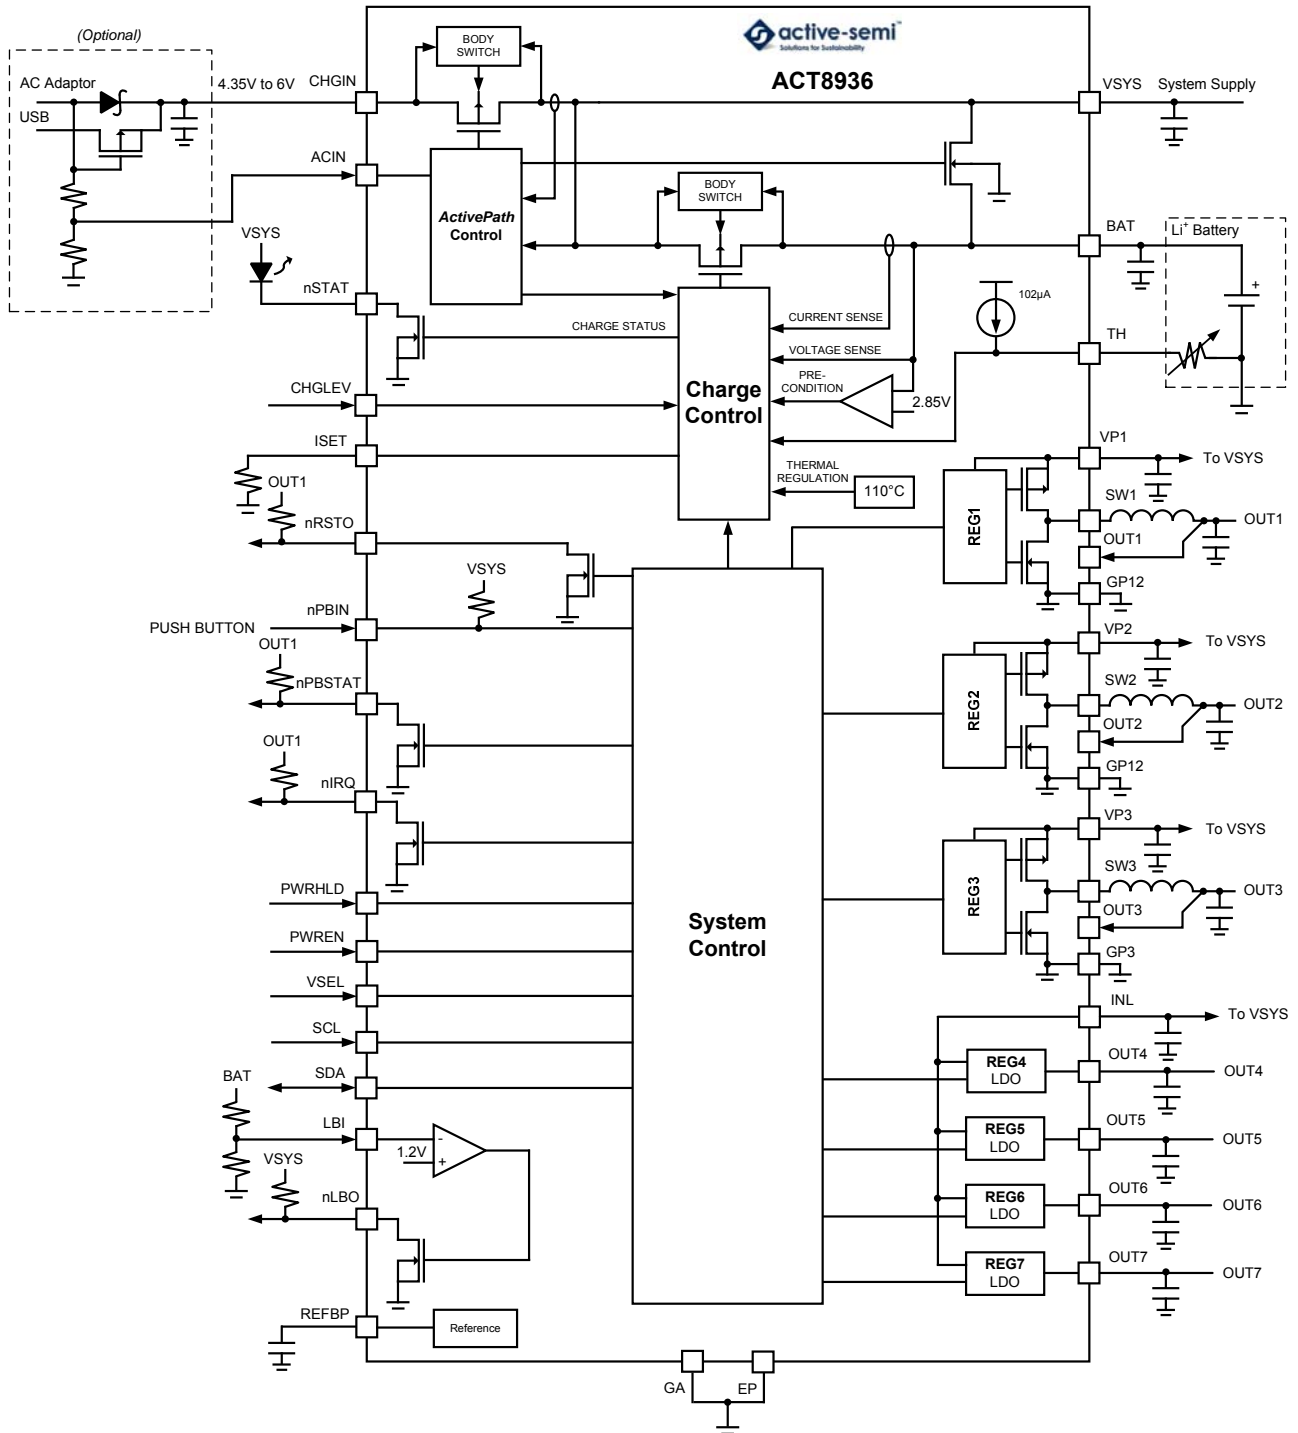 active-semi™
Solutions for Sustainability
ACT8936
(Optional)
AC Adaptor
USB
4.35V to 6V
CHGIN
BODY
SWITCH
VSYS
System Supply
ACIN
ActivePath
Control
BODY
SWITCH
VSYS
nSTAT
BAT
Li+ Battery
+
102µA
CHARGE STATUS
CURRENT SENSE
VOLTAGE SENSE
PRE-
CONDITION
2.85V
TH
Charge
Control
CHGLEV
ISET
THERMAL
REGULATION
110°C
OUT1
nRSTO
VSYS
nPBIN
PUSH BUTTON
OUT1
nPBSTAT
OUT1
nIRQ
PWRHLD
PWREN
VSEL
SCL
SDA
BAT
LBI
1.2V
-
+
VSYS
nLBO
REFBP
Reference
System
Control
VP1
To VSYS
REG1
SW1
OUT1
OUT1
GP12
VP2
To VSYS
REG2
SW2
OUT2
OUT2
GP12
VP3
To VSYS
REG3
SW3
OUT3
OUT3
GP3
INL
To VSYS
REG4
LDO
OUT4
OUT4
REG5
LDO
OUT5
OUT5
REG6
LDO
OUT6
OUT6
REG7
LDO
OUT7
OUT7
GA
EP